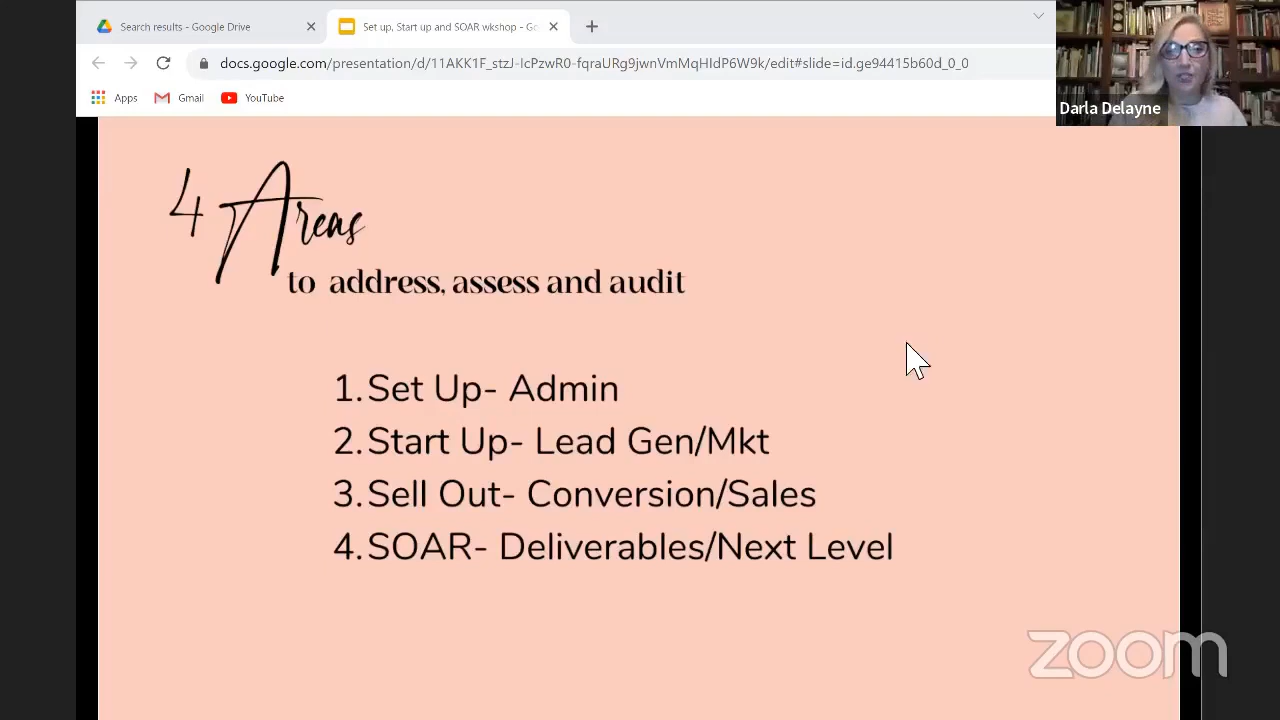 Search results - Google Drive
Set up, Start up and SOAR wkshop - Go
docs.google.com/presentation/d/11AKK1F_stzJ-IcPzwR0-fqraURg9jwnVmMqHIdP6W9k/edit#slide=id.ge94415b60d_0_0
Apps Gmail YouTube
Darla Delayne
4 Areas
to address, assess and audit
1. Set Up- Admin
2. Start Up- Lead Gen/Mkt
3. Sell Out- Conversion/Sales
4. SOAR- Deliverables/Next Level
zoom